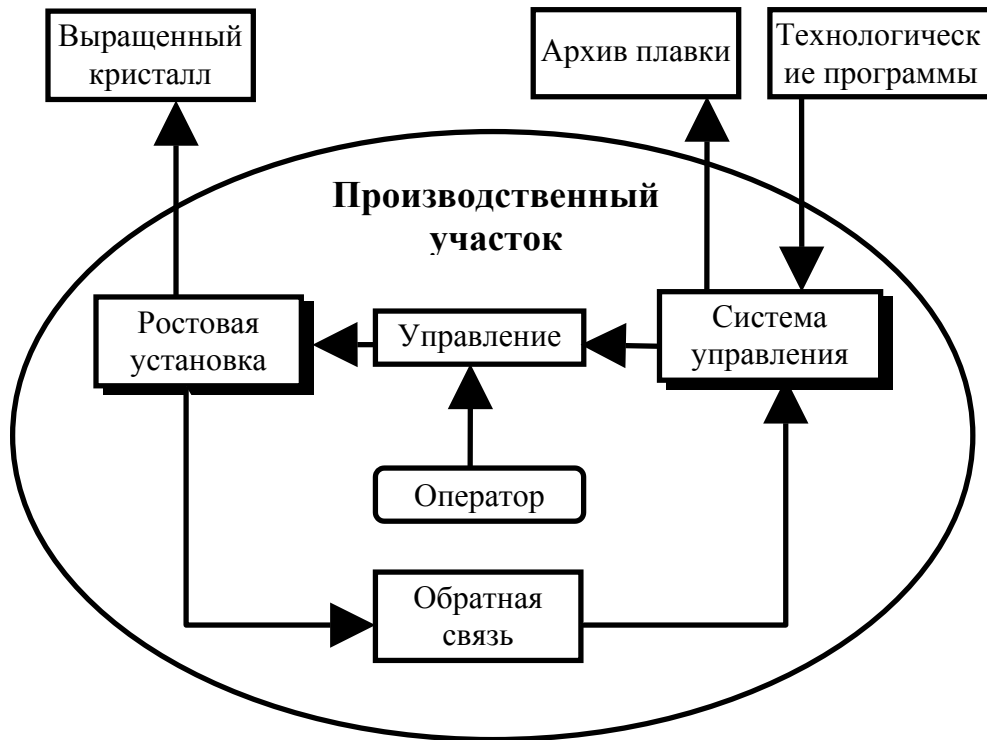 Выращенный
кристалл
Архив плавки
Технологическ
ие программы
Производственный
участок
Ростовая
установка
Управление
Система
управления
Оператор
Обратная
связь